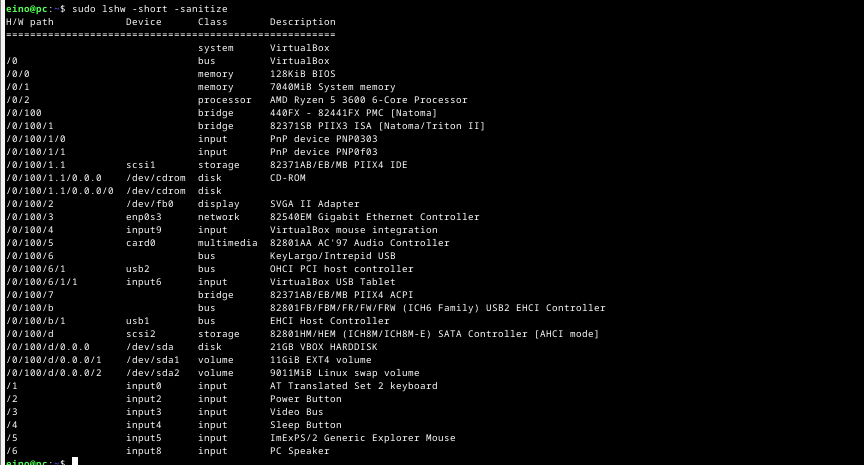 eino@pc:~$ sudo lshw -short -sanitize
H/W path            Device      Class       Description
=======================================================
                                system      VirtualBox
/0                              bus         VirtualBox
/0/0                            memory      128KiB BIOS
/0/1                            memory      7040MiB System memory
/0/2                            processor   AMD Ryzen 5 3600 6-Core Processor
/0/100                          bridge      440FX - 82441FX PMC [Natoma]
/0/100/1                        bridge      82371SB PIIX3 ISA [Natoma/Triton II]
/0/100/1/0                      input       PnP device PNP0303
/0/100/1/1                      input       PnP device PNP0f03
/0/100/1.1          scsi1       storage     82371AB/EB/MB PIIX4 IDE
/0/100/1.1/0.0.0    /dev/cdrom  disk        CD-ROM
/0/100/1.1/0.0.0/0  /dev/cdrom  disk
/0/100/2            /dev/fb0    display     SVGA II Adapter
/0/100/3            enp0s3      network     82540EM Gigabit Ethernet Controller
/0/100/4            input9      input       VirtualBox mouse integration
/0/100/5            card0       multimedia  82801AA AC'97 Audio Controller
/0/100/6                        bus         KeyLargo/Intrepid USB
/0/100/6/1          usb2        bus         OHCI PCI host controller
/0/100/6/1/1        input6      input       VirtualBox USB Tablet
/0/100/7                        bridge      82371AB/EB/MB PIIX4 ACPI
/0/100/b                        bus         82801FB/FBM/FR/FW/FRW (ICH6 Family) USB2 EHCI Controller
/0/100/b/1          usb1        bus         EHCI Host Controller
/0/100/d            scsi2       storage     82801HM/HEM (ICH8M/ICH8M-E) SATA Controller [AHCI mode]
/0/100/d/0.0.0      /dev/sda    disk        21GB VBOX HARDDISK
/0/100/d/0.0.0/1    /dev/sda1   volume      11GiB EXT4 volume
/0/100/d/0.0.0/2    /dev/sda2   volume      9011MiB Linux swap volume
/1                  input0      input       AT Translated Set 2 keyboard
/2                  input2      input       Power Button
/3                  input3      input       Video Bus
/4                  input4      input       Sleep Button
/5                  input5      input       ImExPS/2 Generic Explorer Mouse
/6                  input8      input       PC Speaker
eino@pc:~$